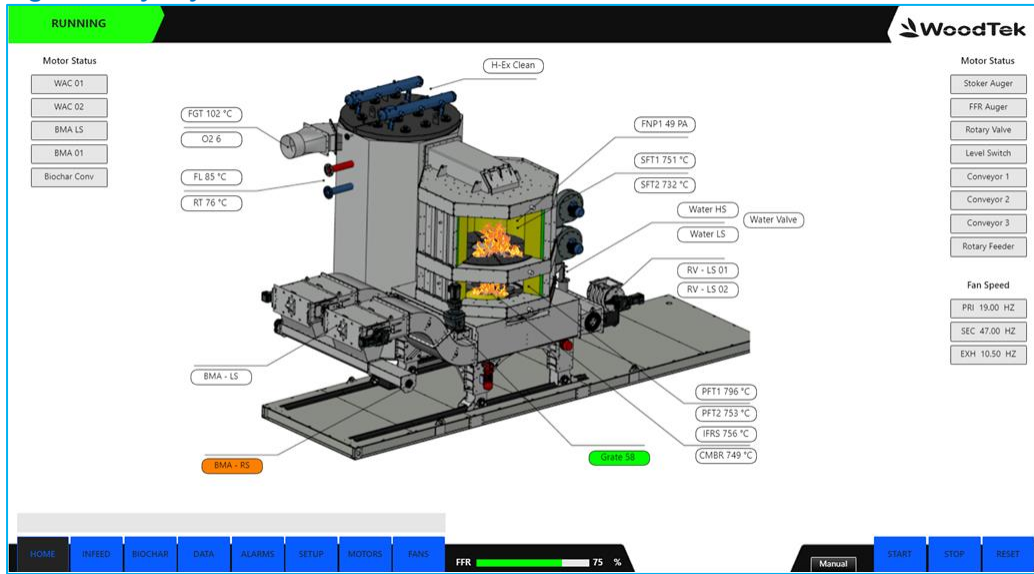 RUNNING
WoodTek
Motor Status
WAC 01
WAC 02
BMA LS
BMA 01
Biochar Conv
H-Ex Clean
FGT 102 °C
O2 6
FL 85 °C
RT 76 °C
FNP1 49 PA
SFT1 751 °C
SFT2 732 °C
Water HS
Water Valve
Water LS
RV - LS 01
RV - LS 02
BMA - LS
BMA - RS
Grate 58
PFT1 796 °C
PFT2 753 °C
IFRS 756 °C
CMBR 749 °C
Motor Status
Stoker Auger
FFR Auger
Rotary Valve
Level Switch
Conveyor 1
Conveyor 2
Conveyor 3
Rotary Feeder
Fan Speed
PRI 19.00 HZ
SEC 47.00 HZ
EXH 10.50 HZ
HOME INFEED BIOCHAR DATA ALARMS SETUP MOTORS FANS
FFR 75 %
Manual
START STOP RESET